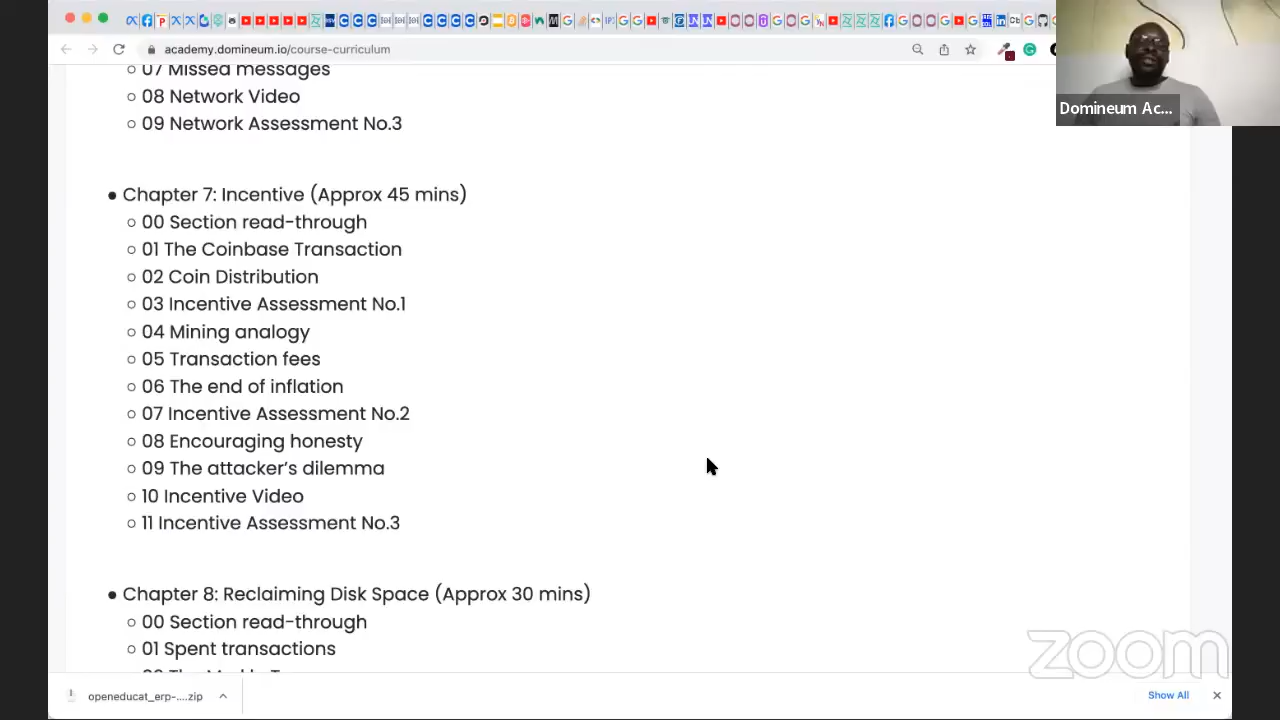 academy.domineum.io/course-curriculum
Domineum Ac...
07 Missed messages
08 Network Video
09 Network Assessment No.3
Chapter 7: Incentive (Approx 45 mins)
00 Section read-through
01 The Coinbase Transaction
02 Coin Distribution
03 Incentive Assessment No.1
04 Mining analogy
05 Transaction fees
06 The end of inflation
07 Incentive Assessment No.2
08 Encouraging honesty
09 The attacker's dilemma
10 Incentive Video
11 Incentive Assessment No.3
Chapter 8: Reclaiming Disk Space (Approx 30 mins)
00 Section read-through
01 Spent transactions
zoom
openeducat_erp-....zip
Show All